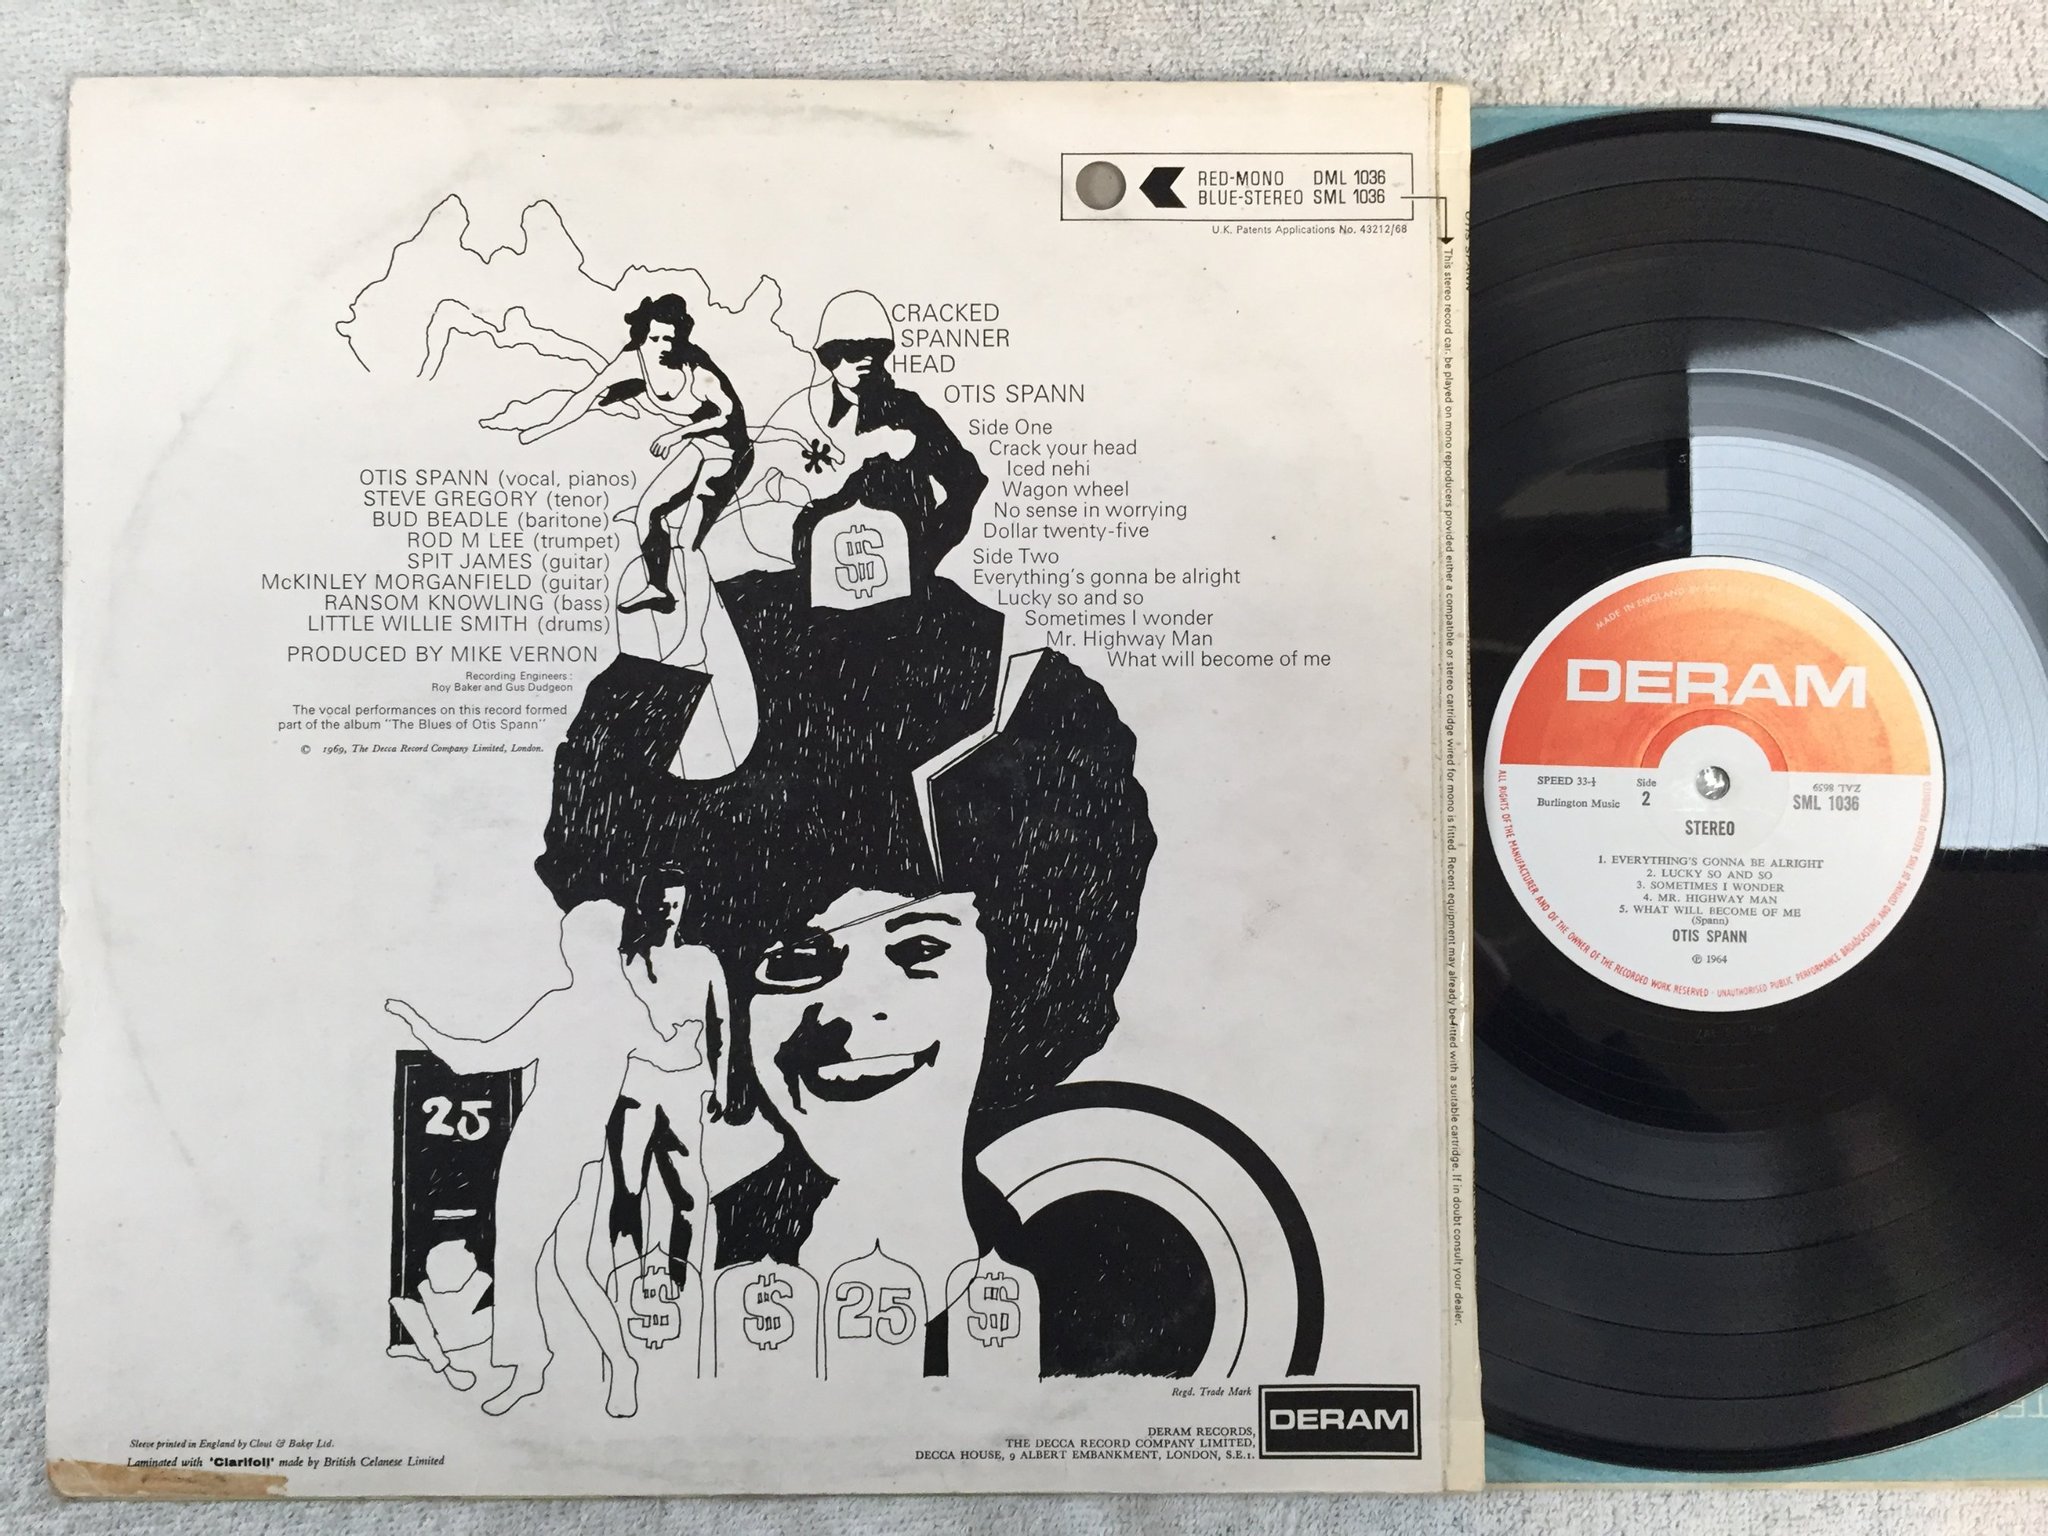 RED-MONO DML 1036
BLUE-STEREO SML 1036
U.K. Patents Applications No. 43212/68
This stereo record can be played on mono reproducers provided either a compatible or stereo cartridge wired for mono is fitted. Recent equipment may already be fitted with a suitable cartridge. If in doubt consult your dealer.
OTIS SPANN
CRACKED
SPANNER
HEAD
OTIS SPANN
Side One
Crack your head
Iced nehi
Wagon wheel
No sense in worrying
Dollar twenty-five
Side Two
Everything's gonna be alright
Lucky so and so
Sometimes I wonder
Mr. Highway Man
What will become of me
OTIS SPANN (vocal, pianos)
STEVE GREGORY (tenor)
BUD BEADLE (baritone)
ROD M LEE (trumpet)
SPIT JAMES (guitar)
McKINLEY MORGANFIELD (guitar)
RANSOM KNOWLING (bass)
LITTLE WILLIE SMITH (drums)
PRODUCED BY MIKE VERNON
Recording Engineers:
Roy Baker and Gus Dudgeon
The vocal performances on this record formed
part of the album "The Blues of Otis Spann"
© 1969, The Decca Record Company Limited, London.
$
25
$ $ 25 $
Regd. Trade Mark
DERAM
DERAM RECORDS,
THE DECCA RECORD COMPANY LIMITED,
DECCA HOUSE, 9 ALBERT EMBANKMENT, LONDON, S.E.1.
Sleeve printed in England by Clout & Baker Ltd.
Laminated with 'Clarifoil' made by British Celanese Limited
MADE IN ENGLAND
DERAM
SPEED 33-⅓
Side
2
ZAL 8659
SML 1036
Burlington Music
STEREO
1. EVERYTHING'S GONNA BE ALRIGHT
2. LUCKY SO AND SO
3. SOMETIMES I WONDER
4. MR. HIGHWAY MAN
5. WHAT WILL BECOME OF ME
(Spann)
OTIS SPANN
℗ 1964
ALL RIGHTS OF THE MANUFACTURER AND OF THE OWNER OF THE RECORDED WORK RESERVED · UNAUTHORISED PUBLIC PERFORMANCE BROADCASTING AND COPYING OF THIS RECORD PROHIBITED